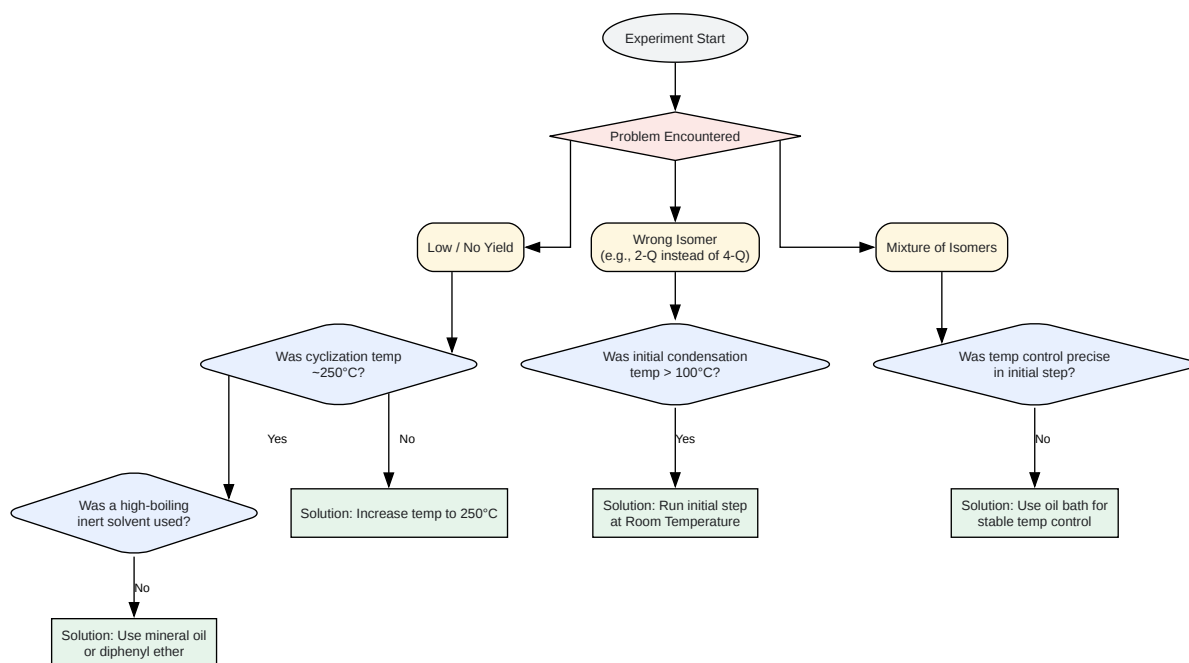 Experiment Start
Problem Encountered
Low / No Yield
Wrong Isomer
(e.g., 2-Q instead of 4-Q)
Mixture of Isomers
Was cyclization temp
~250°C?
Was initial condensation
temp > 100°C?
Was temp control precise
in initial step?
Yes
No
Yes
No
Was a high-boiling
inert solvent used?
Solution: Increase temp to 250°C
Solution: Run initial step
at Room Temperature
Solution: Use oil bath for
stable temp control
No
Solution: Use mineral oil
or diphenyl ether